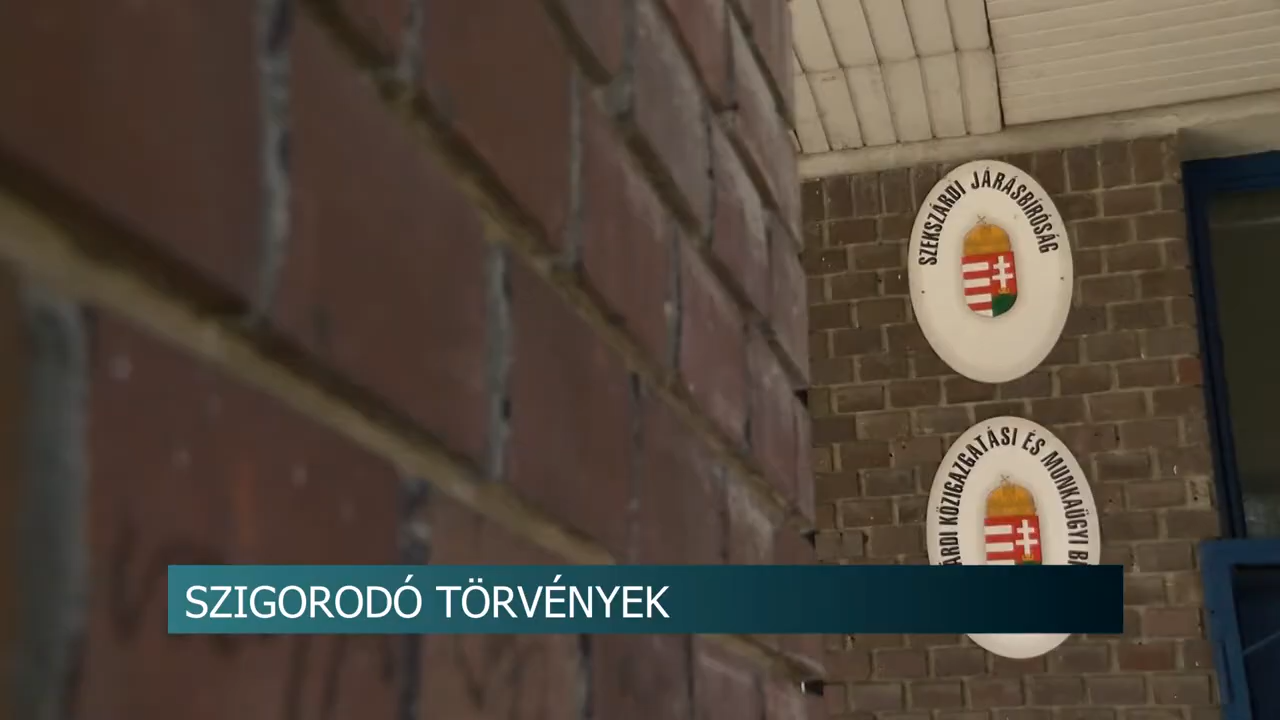 SZEKSZÁRDI JÁRÁSBÍRÓSÁG
KÖZIGAZGATÁSI ÉS MUNKAÜGYI
SZIGORODÓ TÖRVÉNYEK